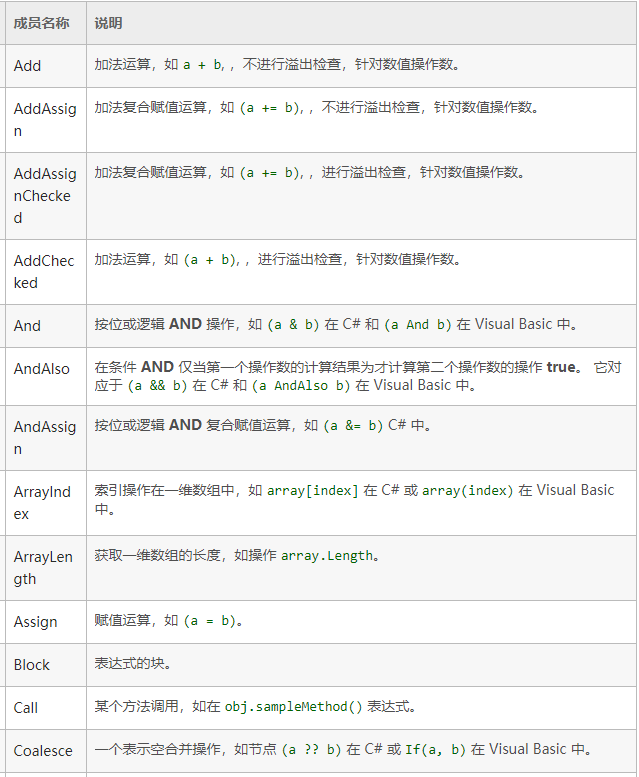 成员名称 说明
Add 加法运算，如 a + b, ，不进行溢出检查，针对数值操作数。
AddAssig 加法复合赋值运算，如 (a += b), ，不进行溢出检查，针对数值操作数。
n
AddAssig 加法复合赋值运算，如 (a += b), ，进行溢出检查，针对数值操作数。
nChecke
d
AddChec 加法运算，如 (a + b), ，进行溢出检查，针对数值操作数。
ked
And 按位或逻辑 AND 操作，如 (a & b) 在 C# 和 (a And b) 在 Visual Basic 中。
AndAlso 在条件 AND 仅当第一个操作数的计算结果为才计算第二个操作数的操作 true。 它对
应于 (a && b) 在 C# 和 (a AndAlso b) 在 Visual Basic 中。
AndAssig 按位或逻辑 AND 复合赋值运算，如 (a &= b) C# 中。
n
ArrayInd 索引操作在一维数组中，如 array[index] 在 C# 或 array(index) 在 Visual Basic
ex 中。
ArrayLen 获取一维数组的长度，如操作 array.Length。
gth
Assign 赋值运算，如 (a = b)。
Block 表达式的块。
Call 某个方法调用，如在 obj.sampleMethod() 表达式。
Coalesce 一个表示空合并操作，如节点 (a ?? b) 在 C# 或 If(a, b) 在 Visual Basic 中。